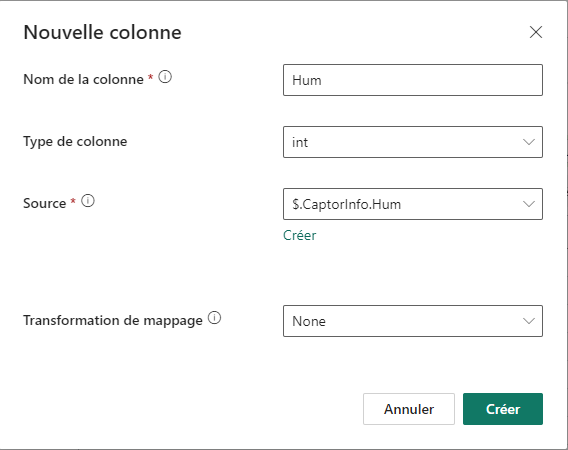 Nouvelle colonne
Nom de la colonne *
Hum
Type de colonne
int
Source *
$.CaptorInfo.Hum
Créer
Transformation de mappage
None
Annuler
Créer